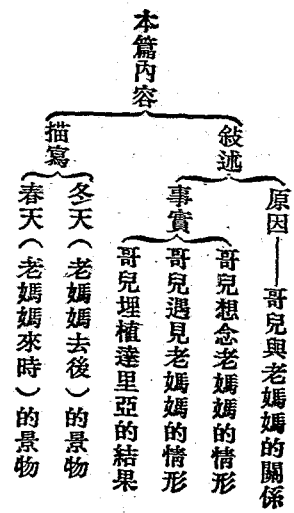 本篇內容
敍述
原因
哥兒與老媽媽的關係
事實
哥兒想念老媽媽的情形
哥兒遇見老媽媽的情形
哥兒埋植達里亞的結果
描寫
冬天（老媽媽去後）的景物
春天（老媽媽來時）的景物